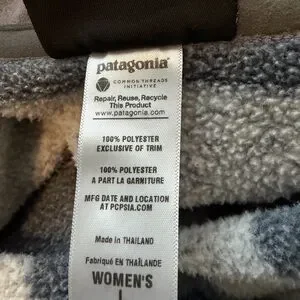 patagonia®
COMMON THREADS
INITIATIVE
Repair, Reuse, Recycle
This Product
www.patagonia.com
100% POLYESTER
EXCLUSIVE OF TRIM
100% POLYESTER
A PART LA GARNITURE
MFG DATE AND LOCATION
AT PCPSIA.COM
Made in THAILAND
Fabriqué EN THAÏLANDE
WOMEN'S
L